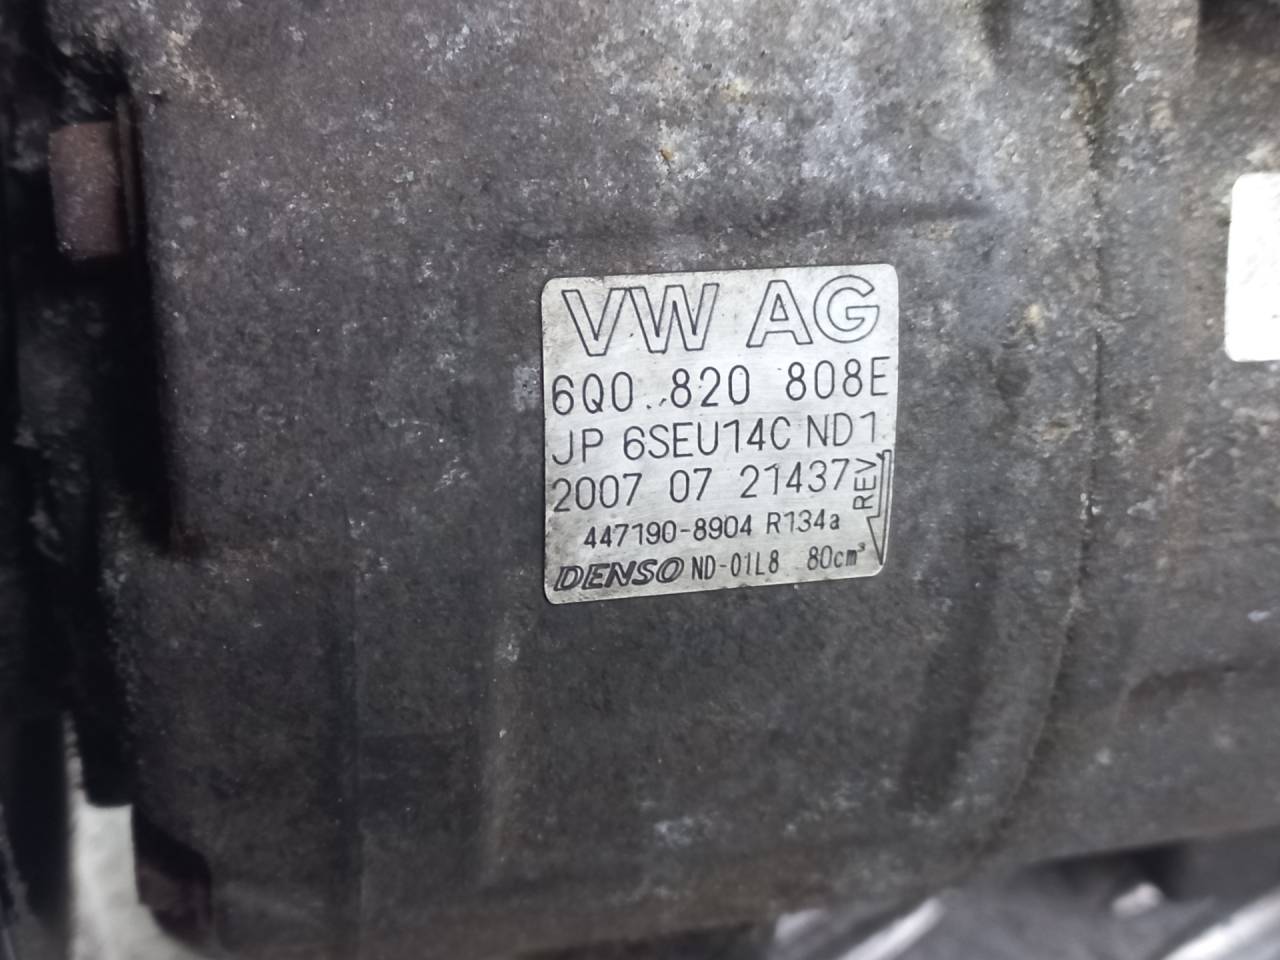 VW AG
6Q0 820 808E
JP 6SEU14C ND1
2007 07 21437
REV
447190-8904 R134a
DENSO ND-01L8 80cm³